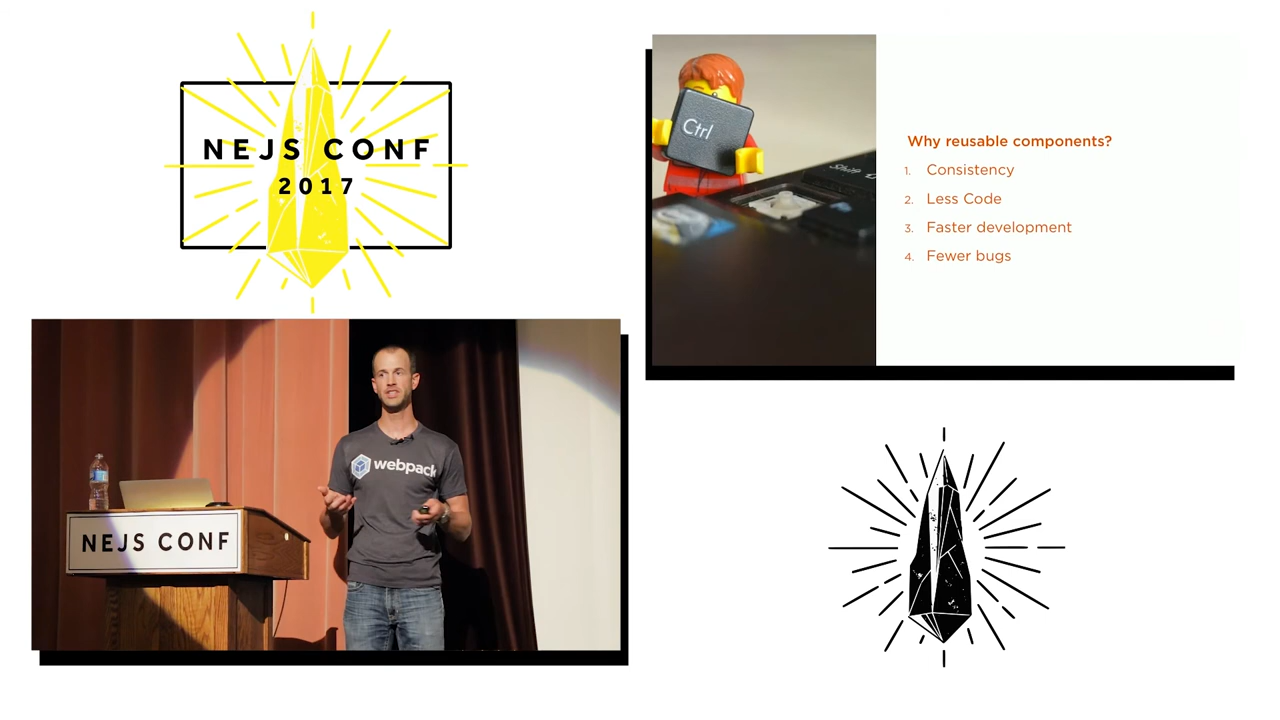 NEJS CONF
2017
Ctrl
Shift
Why reusable components?
1. Consistency
2. Less Code
3. Faster development
4. Fewer bugs
webpack
NEJS CONF